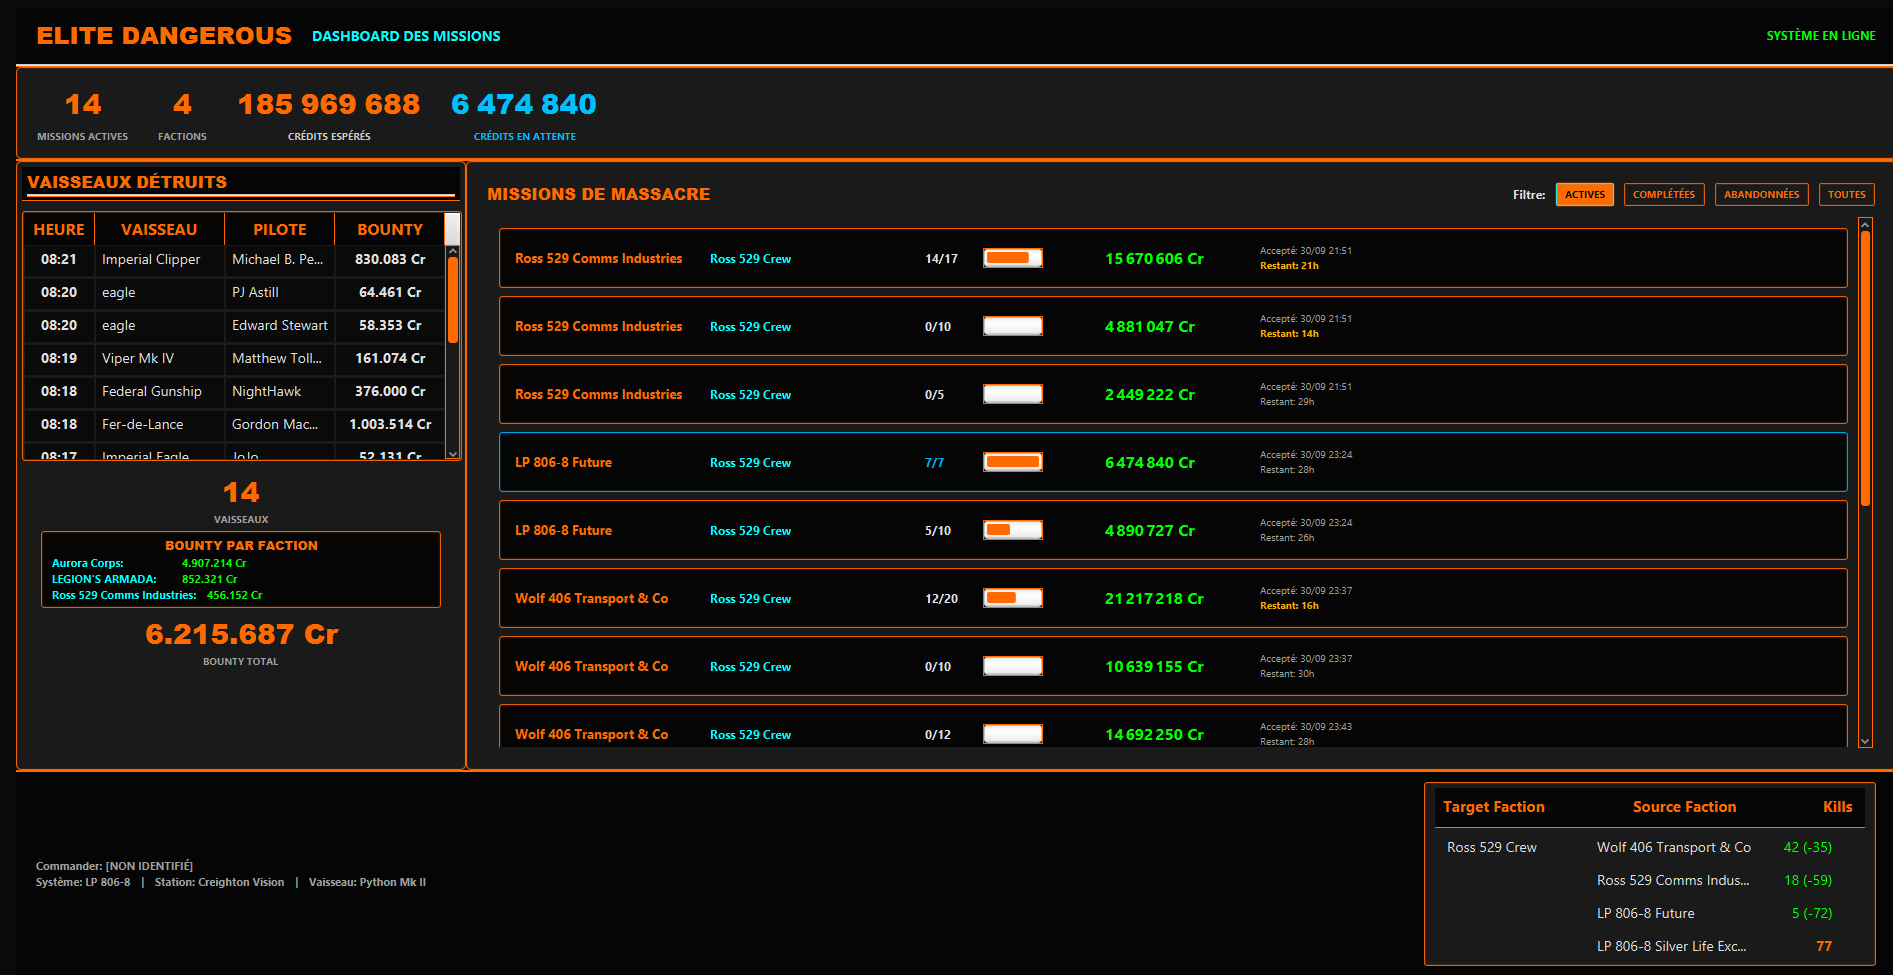 ELITE DANGEROUS DASHBOARD DES MISSIONS SYSTÈME EN LIGNE
14 4 185 969 688 6 474 840
MISSIONS ACTIVES FACTIONS CRÉDITS ESPÉRÉS CRÉDITS EN ATTENTE
VAISSEAUX DÉTRUITS
HEURE VAISSEAU PILOTE BOUNTY
08:21 Imperial Clipper Michael B. Pe... 830.083 Cr
08:20 eagle PJ Astill 64.461 Cr
08:20 eagle Edward Stewart 58.353 Cr
08:19 Viper Mk IV Matthew Toll... 161.074 Cr
08:18 Federal Gunship NightHawk 376.000 Cr
08:18 Fer-de-Lance Gordon Mac... 1.003.514 Cr
08:17 Imperial Eagle JoJo 52.131 Cr
14
VAISSEAUX
BOUNTY PAR FACTION
Aurora Corps: 4.907.214 Cr
LEGION'S ARMADA: 852.321 Cr
Ross 529 Comms Industries: 456.152 Cr
6.215.687 Cr
BOUNTY TOTAL
MISSIONS DE MASSACRE Filtre: ACTIVES COMPLÉTÉES ABANDONNÉES TOUTES
Ross 529 Comms Industries Ross 529 Crew 14/17 15 670 606 Cr Accepté: 30/09 21:51
Restant: 21h
Ross 529 Comms Industries Ross 529 Crew 0/10 4 881 047 Cr Accepté: 30/09 21:51
Restant: 14h
Ross 529 Comms Industries Ross 529 Crew 0/5 2 449 222 Cr Accepté: 30/09 21:51
Restant: 29h
LP 806-8 Future Ross 529 Crew 7/7 6 474 840 Cr Accepté: 30/09 23:24
Restant: 28h
LP 806-8 Future Ross 529 Crew 5/10 4 890 727 Cr Accepté: 30/09 23:24
Restant: 26h
Wolf 406 Transport & Co Ross 529 Crew 12/20 21 217 218 Cr Accepté: 30/09 23:37
Restant: 16h
Wolf 406 Transport & Co Ross 529 Crew 0/10 10 639 155 Cr Accepté: 30/09 23:37
Restant: 30h
Wolf 406 Transport & Co Ross 529 Crew 0/12 14 692 250 Cr Accepté: 30/09 23:43
Restant: 28h
Commander: [NON IDENTIFIÉ]
Système: LP 806-8 | Station: Creighton Vision | Vaisseau: Python Mk II
Target Faction Source Faction Kills
Ross 529 Crew Wolf 406 Transport & Co 42 (-35)
Ross 529 Comms Indus... 18 (-59)
LP 806-8 Future 5 (-72)
LP 806-8 Silver Life Exc... 77